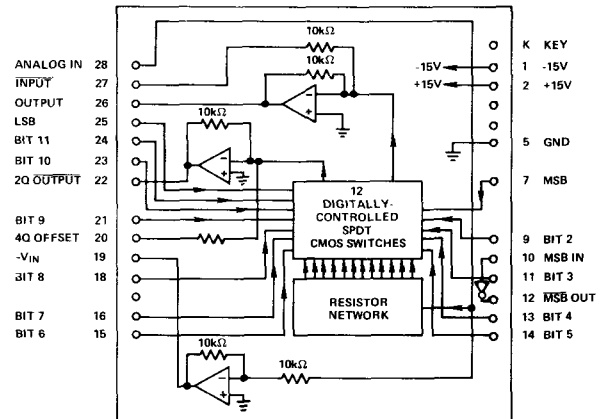 10kΩ
K KEY
ANALOG IN 28
10kΩ
-15V
1 -15V
INPUT 27
+15V
2 +15V
OUTPUT 26
LSB 25
10kΩ
BIT 11 24
5 GND
BIT 10 23
2Q OUTPUT 22
7 MSB
12
DIGITALLY-
CONTROLLED
SPDT
CMOS SWITCHES
BIT 9 21
4Q OFFSET 20
9 BIT 2
-VIN 19
10 MSB IN
BIT 8 18
11 BIT 3
12 MSB OUT
RESISTOR
NETWORK
BIT 7 16
13 BIT 4
BIT 6 15
14 BIT 5
10kΩ
10kΩ